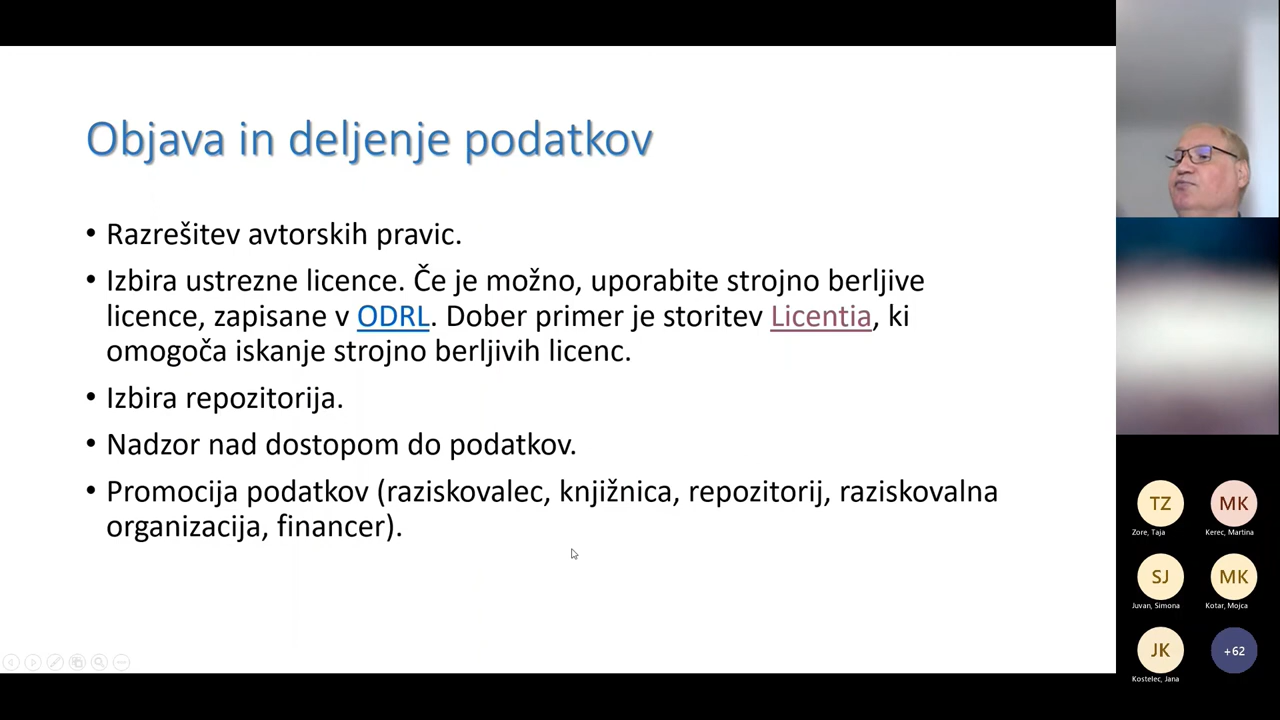 Objava in deljenje podatkov
• Razrešitev avtorskih pravic.
• Izbira ustrezne licence. Če je možno, uporabite strojno berljive
licence, zapisane v ODRL. Dober primer je storitev Licentia, ki
omogoča iskanje strojno berljivih licenc.
• Izbira repozitorija.
• Nadzor nad dostopom do podatkov.
• Promocija podatkov (raziskovalec, knjižnica, repozitorij, raziskovalna
organizacija, financer).
TZ
Zore, Taja
MK
Kerec, Martina
SJ
Juvan, Simona
MK
Kotar, Mojca
JK
Kostelec, Jana
+62